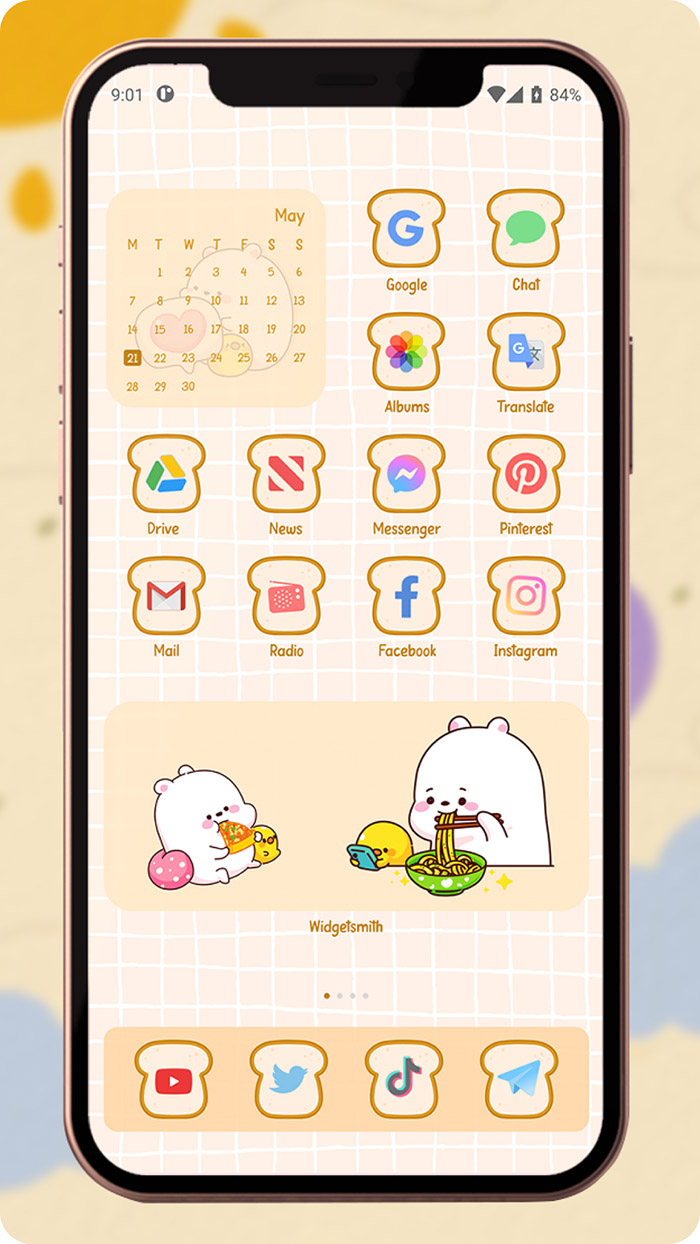 9:01
84%
May
M T W T F S S
1 2 3 4 5 6
7 8 9 10 11 12 13
14 15 16 17 18 19 20
21 22 23 24 25 26 27
28 29 30
G
Google
Chat
Albums
G 文
Translate
Drive
News
Messenger
Pinterest
Mail
Radio
f
Facebook
Instagram
Widgetsmith